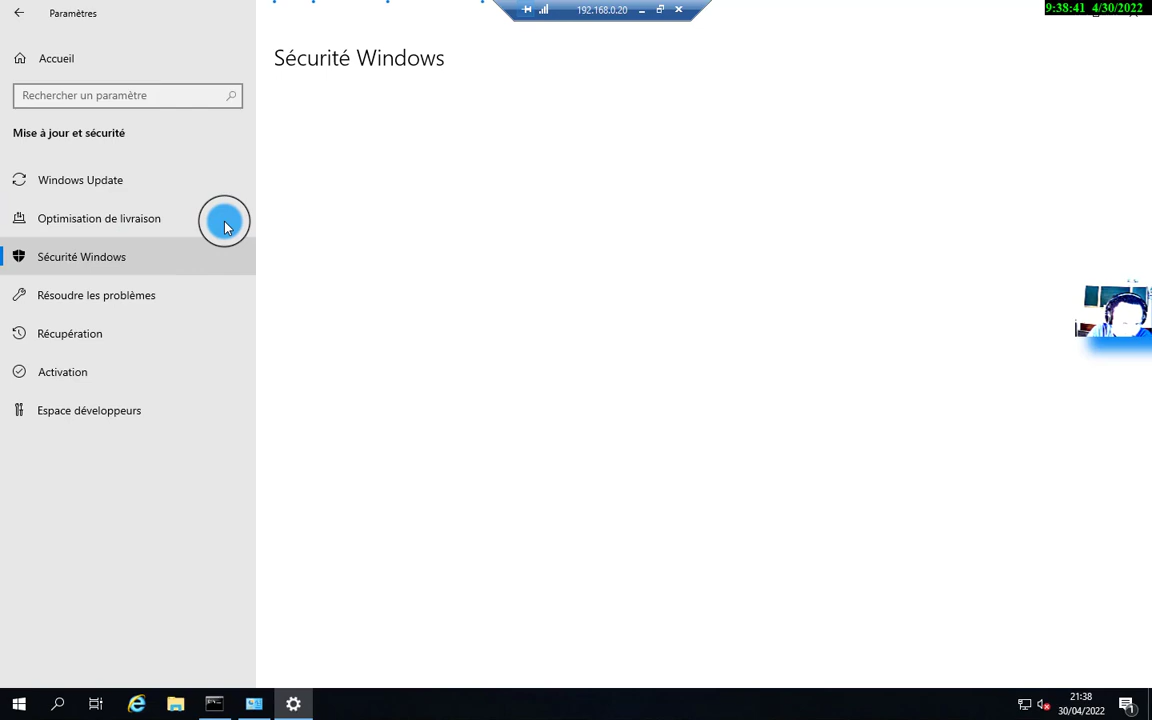 Paramètres
192.168.0.20
9:38:41 4/30/2022
Accueil
Sécurité Windows
Rechercher un paramètre
Mise à jour et sécurité
Windows Update
Optimisation de livraison
Sécurité Windows
Résoudre les problèmes
Récupération
Activation
Espace développeurs
21:38
30/04/2022
1